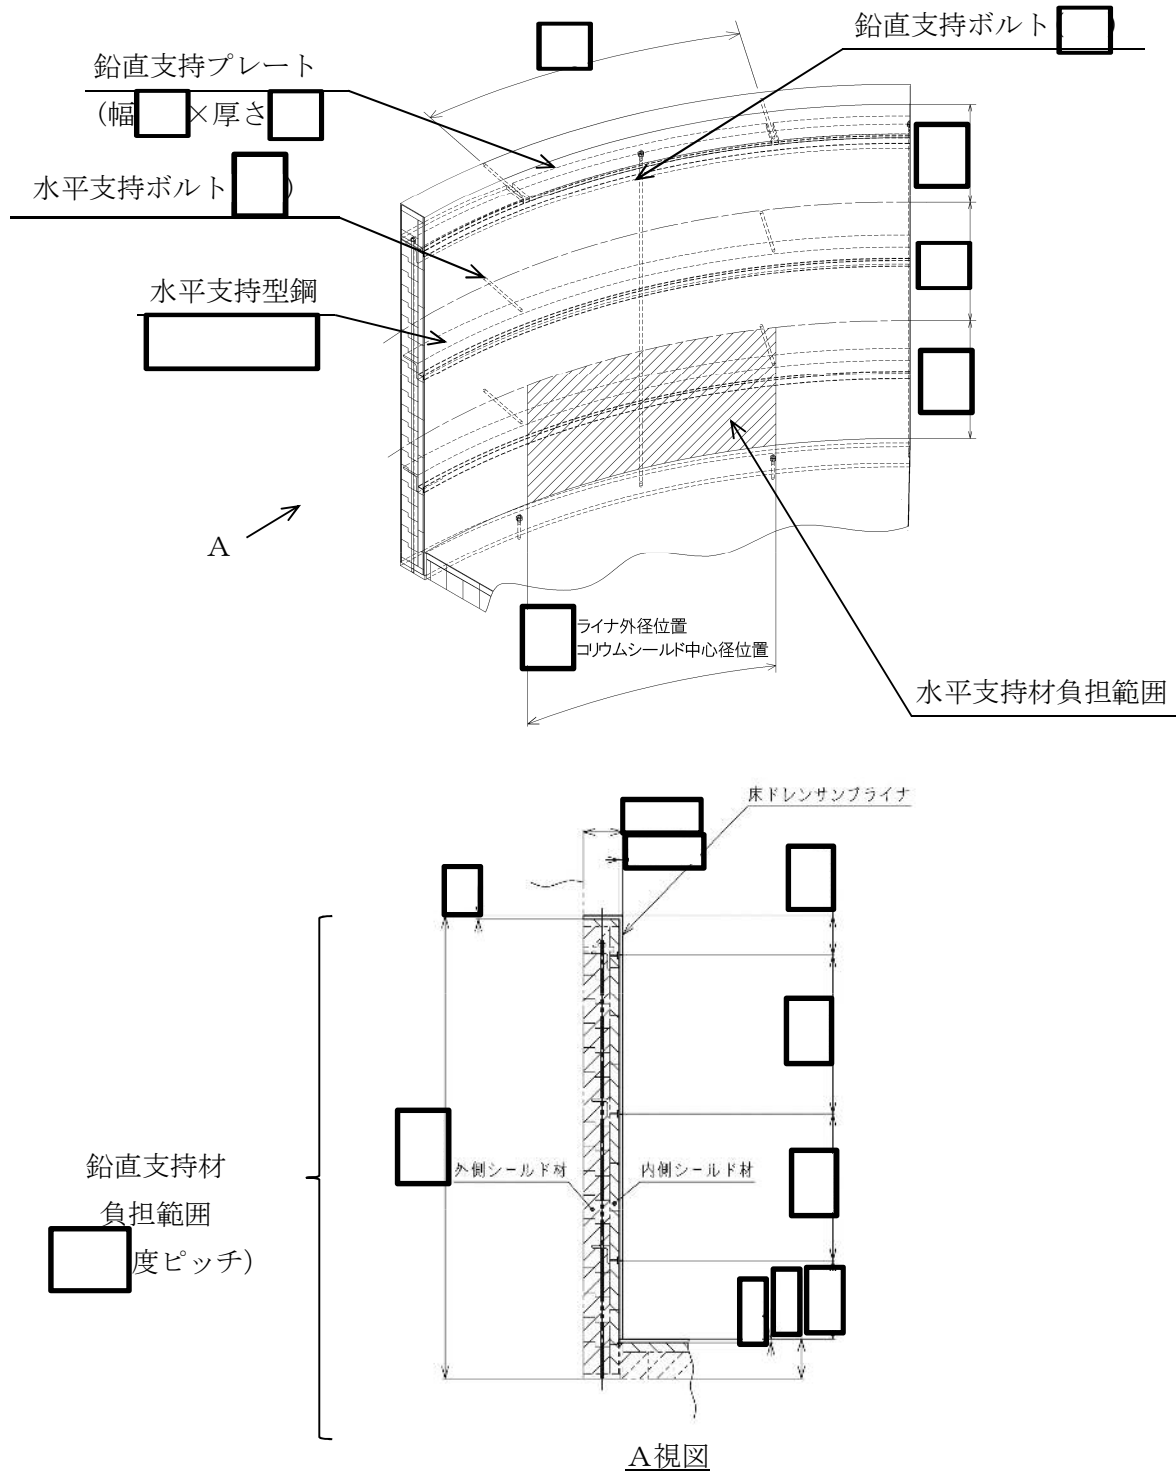 鉛直支持ボルト
)
鉛直支持プレート
(幅
×厚さ
水平支持ボルト
)
水平支持型鋼
A
ライナ外径位置
コリウムシールド中心径位置
水平支持材負担範囲
床ドレンサンプライナ
外側シールド材
内側シールド材
鉛直支持材
負担範囲
度ピッチ)
A視図